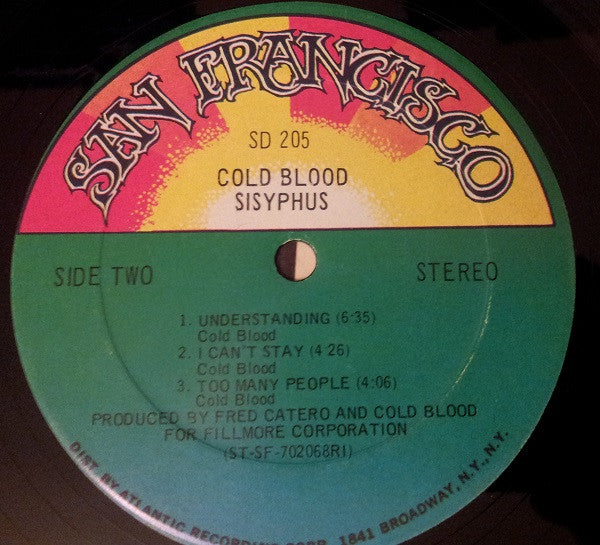 SAN FRANCISCO
SD 205
COLD BLOOD
SISYPHUS
SIDE TWO
STEREO
1. UNDERSTANDING (6:35)
Cold Blood
2. I CAN'T STAY (4:26)
Cold Blood
3. TOO MANY PEOPLE (4:06)
Cold Blood
PRODUCED BY FRED CATERO AND COLD BLOOD
FOR FILLMORE CORPORATION
(ST-SF-702068RI)
DIST. BY ATLANTIC RECORDING CORP. 1841 BROADWAY, N.Y., N.Y.